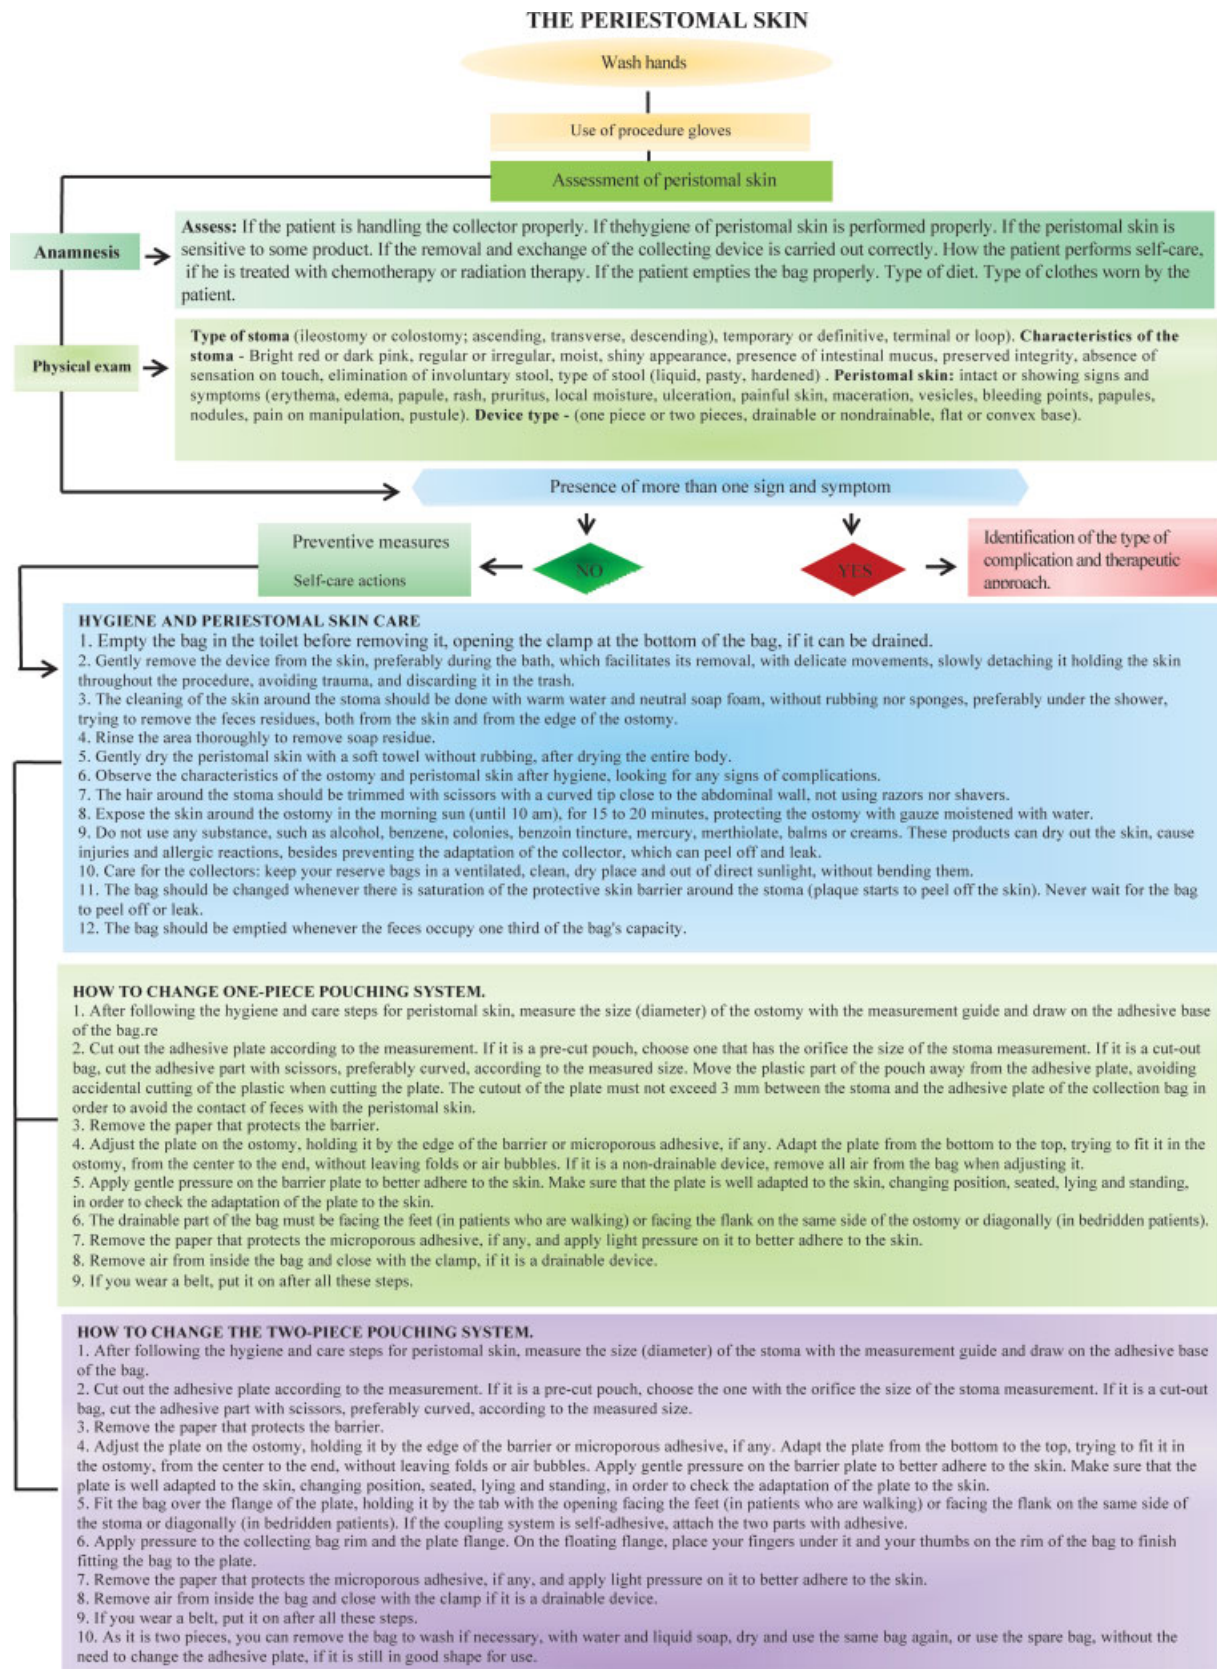 THE PERIESTOMAL SKIN
Wash hands
Use of procedure gloves
Assessment of peristomal skin
Anamnesis
Assess: If the patient is handling the collector properly. If thehygiene of peristomal skin is performed properly. If the peristomal skin is
sensitive to some product. If the removal and exchange of the collecting device is carried out correctly. How the patient performs self-care,
if he is treated with chemotherapy or radiation therapy. If the patient empties the bag properly. Type of diet. Type of clothes worn by the
patient.
Physical exam
Type of stoma (ileostomy or colostomy; ascending, transverse, descending), temporary or definitive, terminal or loop). Characteristics of the
stoma - Bright red or dark pink, regular or irregular, moist, shiny appearance, presence of intestinal mucus, preserved integrity, absence of
sensation on touch, elimination of involuntary stool, type of stool (liquid, pasty, hardened) . Peristomal skin: intact or showing signs and
symptoms (erythema, edema, papule, rash, pruritus, local moisture, ulceration, painful skin, maceration, vesicles, bleeding points, papules,
nodules, pain on manipulation, pustule). Device type - (one piece or two pieces, drainable or nondrainable, flat or convex base).
Presence of more than one sign and symptom
Preventive measures
Self-care actions
NO
YES
Identification of the type of
complication and therapeutic
approach.
HYGIENE AND PERIESTOMAL SKIN CARE
1. Empty the bag in the toilet before removing it, opening the clamp at the bottom of the bag, if it can be drained.
2. Gently remove the device from the skin, preferably during the bath, which facilitates its removal, with delicate movements, slowly detaching it holding the skin
throughout the procedure, avoiding trauma, and discarding it in the trash.
3. The cleaning of the skin around the stoma should be done with warm water and neutral soap foam, without rubbing nor sponges, preferably under the shower,
trying to remove the feces residues, both from the skin and from the edge of the ostomy.
4. Rinse the area thoroughly to remove soap residue.
5. Gently dry the peristomal skin with a soft towel without rubbing, after drying the entire body.
6. Observe the characteristics of the ostomy and peristomal skin after hygiene, looking for any signs of complications.
7. The hair around the stoma should be trimmed with scissors with a curved tip close to the abdominal wall, not using razors nor shavers.
8. Expose the skin around the ostomy in the morning sun (until 10 am), for 15 to 20 minutes, protecting the ostomy with gauze moistened with water.
9. Do not use any substance, such as alcohol, benzene, colonies, benzoin tincture, mercury, merthiolate, balms or creams. These products can dry out the skin, cause
injuries and allergic reactions, besides preventing the adaptation of the collector, which can peel off and leak.
10. Care for the collectors: keep your reserve bags in a ventilated, clean, dry place and out of direct sunlight, without bending them.
11. The bag should be changed whenever there is saturation of the protective skin barrier around the stoma (plaque starts to peel off the skin). Never wait for the bag
to peel off or leak.
12. The bag should be emptied whenever the feces occupy one third of the bag's capacity.
HOW TO CHANGE ONE-PIECE POUCHING SYSTEM.
1. After following the hygiene and care steps for peristomal skin, measure the size (diameter) of the ostomy with the measurement guide and draw on the adhesive base
of the bag.re
2. Cut out the adhesive plate according to the measurement. If it is a pre-cut pouch, choose one that has the orifice the size of the stoma measurement. If it is a cut-out
bag, cut the adhesive part with scissors, preferably curved, according to the measured size. Move the plastic part of the pouch away from the adhesive plate, avoiding
accidental cutting of the plastic when cutting the plate. The cutout of the plate must not exceed 3 mm between the stoma and the adhesive plate of the collection bag in
order to avoid the contact of feces with the peristomal skin.
3. Remove the paper that protects the barrier.
4. Adjust the plate on the ostomy, holding it by the edge of the barrier or microporous adhesive, if any. Adapt the plate from the bottom to the top, trying to fit it in the
ostomy, from the center to the end, without leaving folds or air bubbles. If it is a non-drainable device, remove all air from the bag when adjusting it.
5. Apply gentle pressure on the barrier plate to better adhere to the skin. Make sure that the plate is well adapted to the skin, changing position, seated, lying and standing,
in order to check the adaptation of the plate to the skin.
6. The drainable part of the bag must be facing the feet (in patients who are walking) or facing the flank on the same side of the ostomy or diagonally (in bedridden patients).
7. Remove the paper that protects the microporous adhesive, if any, and apply light pressure on it to better adhere to the skin.
8. Remove air from inside the bag and close with the clamp, if it is a drainable device.
9. If you wear a belt, put it on after all these steps.
HOW TO CHANGE THE TWO-PIECE POUCHING SYSTEM.
1. After following the hygiene and care steps for peristomal skin, measure the size (diameter) of the stoma with the measurement guide and draw on the adhesive base
of the bag.
2. Cut out the adhesive plate according to the measurement. If it is a pre-cut pouch, choose the one with the orifice the size of the stoma measurement. If it is a cut-out
bag, cut the adhesive part with scissors, preferably curved, according to the measured size.
3. Remove the paper that protects the barrier.
4. Adjust the plate on the ostomy, holding it by the edge of the barrier or microporous adhesive, if any. Adapt the plate from the bottom to the top, trying to fit it in
the ostomy, from the center to the end, without leaving folds or air bubbles. Apply gentle pressure on the barrier plate to better adhere to the skin. Make sure that the
plate is well adapted to the skin, changing position, seated, lying and standing, in order to check the adaptation of the plate to the skin.
5. Fit the bag over the flange of the plate, holding it by the tab with the opening facing the feet (in patients who are walking) or facing the flank on the same side of
the stoma or diagonally (in bedridden patients). If the coupling system is self-adhesive, attach the two parts with adhesive.
6. Apply pressure to the collecting bag rim and the plate flange. On the floating flange, place your fingers under it and your thumbs on the rim of the bag to finish
fitting the bag to the plate.
7. Remove the paper that protects the microporous adhesive, if any, and apply light pressure on it to better adhere to the skin.
8. Remove air from inside the bag and close with the clamp if it is a drainable device.
9. If you wear a belt, put it on after all these steps.
10. As it is two pieces, you can remove the bag to wash if necessary, with water and liquid soap, dry and use the same bag again, or use the spare bag, without the
need to change the adhesive plate, if it is still in good shape for use.